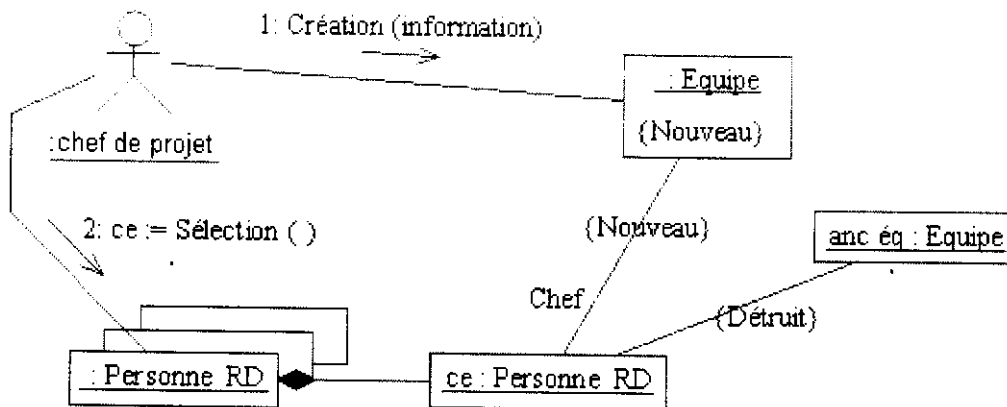 1: Création (information)
: Equipe
{Nouveau}
:chef de projet
2: ce := Sélection ( )
{Nouveau}
anc éq : Equipe
Chef
{Détruit}
: Personne RD
ce : Personne RD